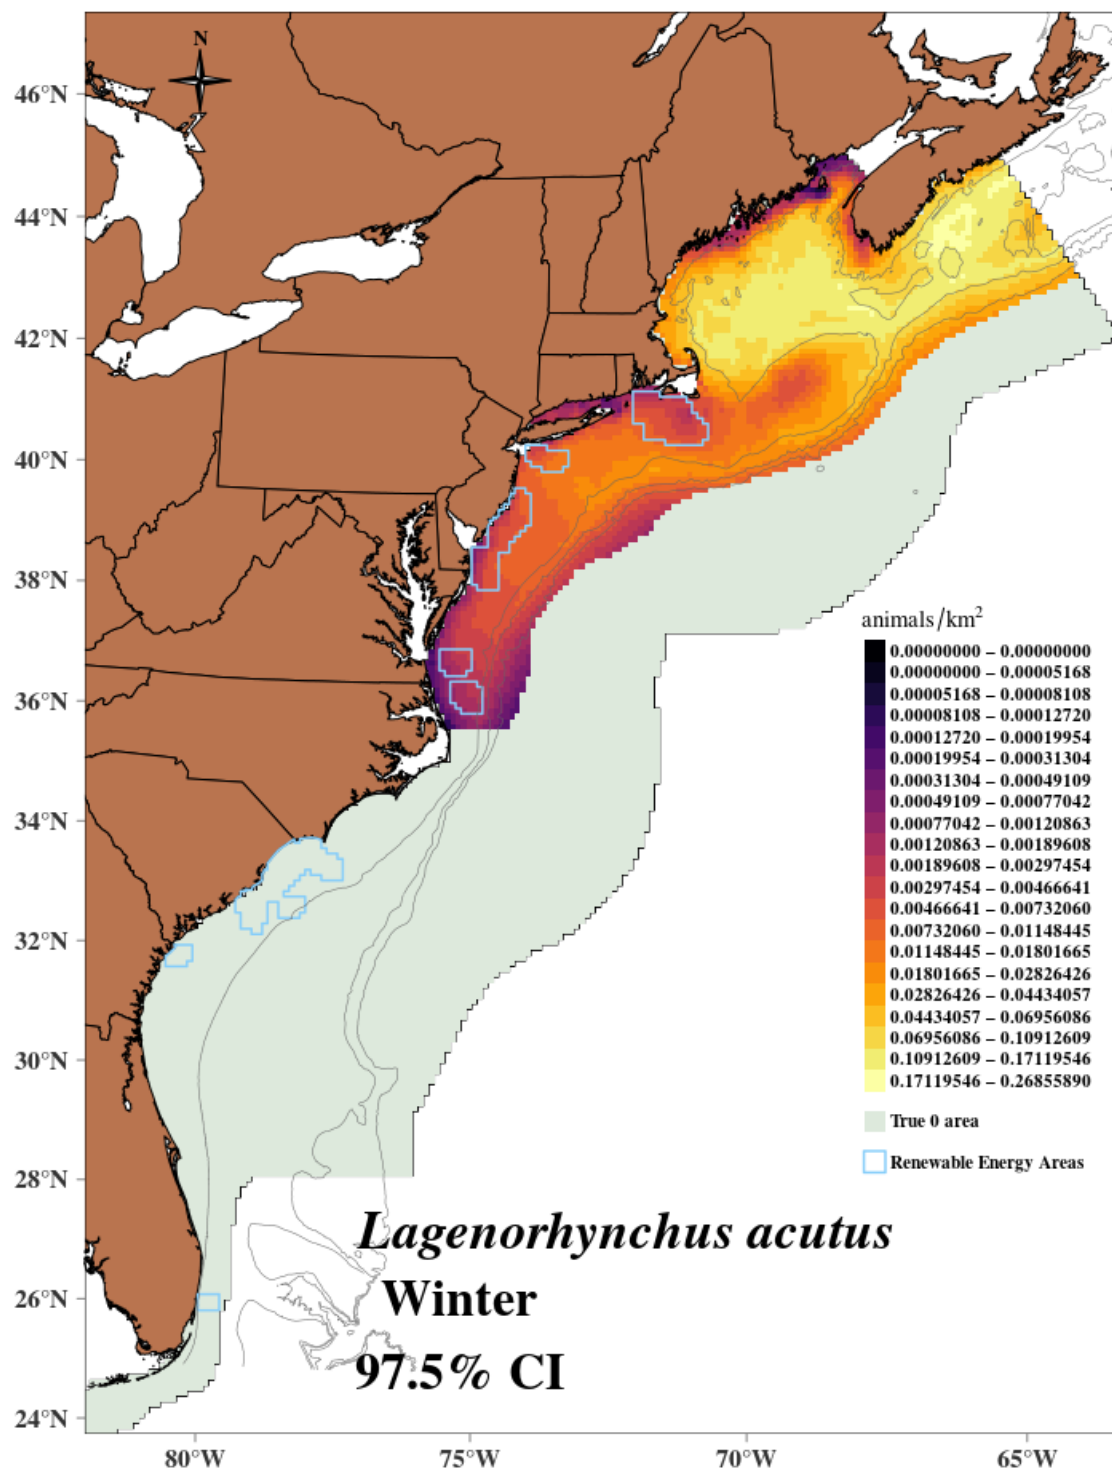 N
46°N
44°N
42°N
40°N
38°N
36°N
34°N
32°N
30°N
28°N
26°N
24°N
80°W
75°W
70°W
65°W
animals/km²
0.00000000 – 0.00000000
0.00000000 – 0.00005168
0.00005168 – 0.00008108
0.00008108 – 0.00012720
0.00012720 – 0.00019954
0.00019954 – 0.00031304
0.00031304 – 0.00049109
0.00049109 – 0.00077042
0.00077042 – 0.00120863
0.00120863 – 0.00189608
0.00189608 – 0.00297454
0.00297454 – 0.00466641
0.00466641 – 0.00732060
0.00732060 – 0.01148445
0.01148445 – 0.01801665
0.01801665 – 0.02826426
0.02826426 – 0.04434057
0.04434057 – 0.06956086
0.06956086 – 0.10912609
0.10912609 – 0.17119546
0.17119546 – 0.26855890
True 0 area
Renewable Energy Areas
Lagenorhynchus acutus
Winter
97.5% CI